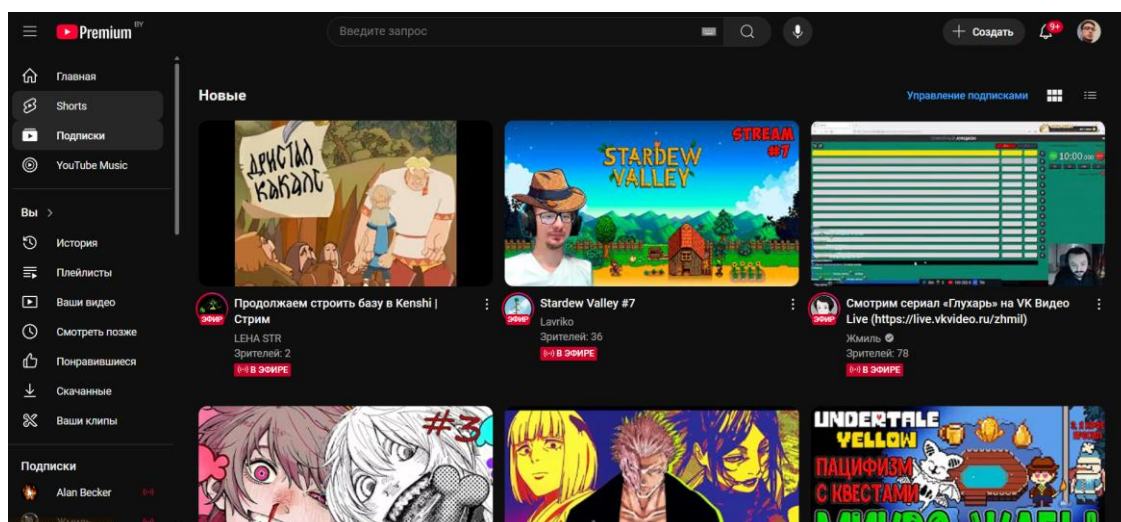 Premium BY
Введите запрос
Создать
9+
Главная
Shorts
Подписки
YouTube Music
Вы
История
Плейлисты
Ваши видео
Смотреть позже
Понравившиеся
Скачанные
Ваши клипы
Подписки
Alan Becker
Жмиль
Новые
Управление подписками
ДРИСТАЛ
КАКАЛС
STREAM
#7
STARDEW
VALLEY
10:00
ЭФИР
Продолжаем строить базу в Kenshi |
Стрим
LEHA STR
Зрителей: 2
В ЭФИРЕ
ЭФИР
Stardew Valley #7
Lavriko
Зрителей: 36
В ЭФИРЕ
ЭФИР
Смотрим сериал «Глухарь» на VK Видео
Live (https://live.vkvideo.ru/zhmil)
Жмиль
Зрителей: 78
В ЭФИРЕ
#3
UNDERTALE
YELLOW
ПАЦИФИЗМ
С КВЕСТАМИ